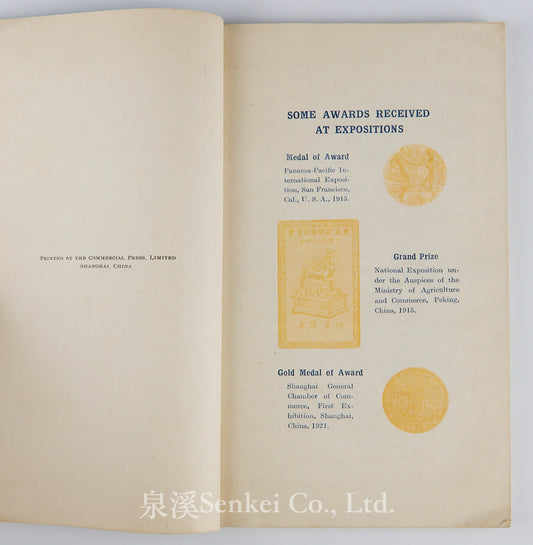 PRINTED BY THE COMMERCIAL PRESS, LIMITED
SHANGHAI, CHINA
SOME AWARDS RECEIVED
AT EXPOSITIONS
Medal of Award
Panama-Pacific In-
ternational Exposi-
tion, San Francisco,
Cal., U. S. A., 1915.
Grand Prize
National Exposition un-
der the Auspices of the
Ministry of Agriculture
and Commerce, Peking,
China, 1915.
Gold Medal of Award
Shanghai General
Chamber of Com-
merce, First Ex-
hibition, Shanghai,
China, 1921.
泉溪Senkei Co., Ltd.